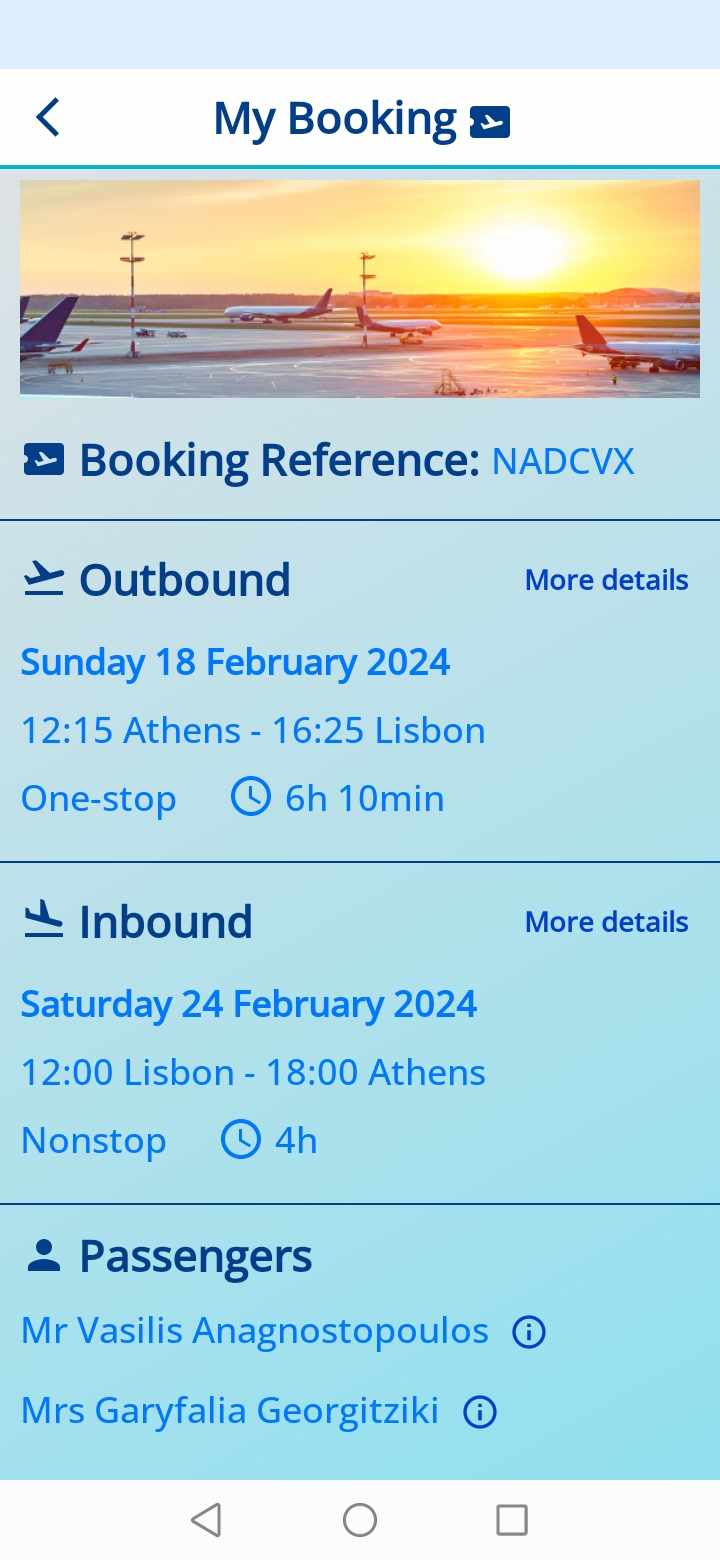 My Booking
Booking Reference: NADCVX
Outbound
More details
Sunday 18 February 2024
12:15 Athens - 16:25 Lisbon
One-stop 6h 10min
Inbound
More details
Saturday 24 February 2024
12:00 Lisbon - 18:00 Athens
Nonstop 4h
Passengers
Mr Vasilis Anagnostopoulos
Mrs Garyfalia Georgitziki